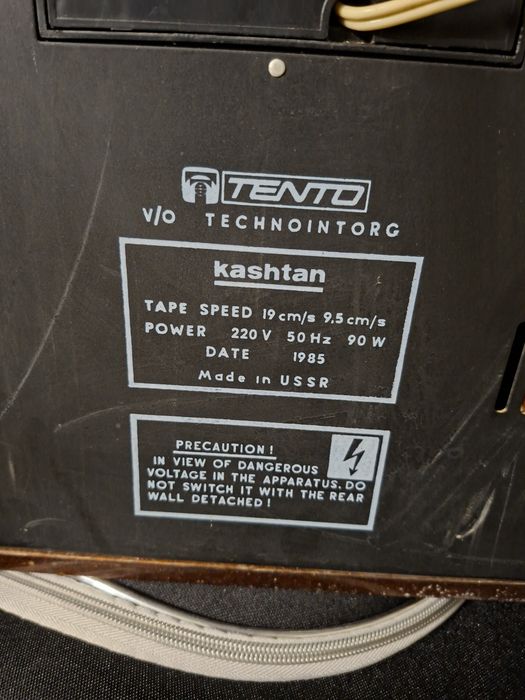 TENTO
V/O TECHNOINTORG
kashtan
TAPE SPEED 19 cm/s 9,5 cm/s
POWER 220 V 50 Hz 90 W
DATE 1985
Made in USSR
PRECAUTION!
IN VIEW OF DANGEROUS
VOLTAGE IN THE APPARATUS. DO
NOT SWITCH IT WITH THE REAR
WALL DETACHED!